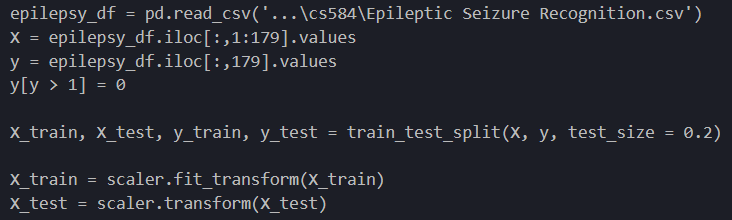 epilepsy_df = pd.read_csv('...\cs584\Epileptic Seizure Recognition.csv')
X = epilepsy_df.iloc[:,1:179].values
y = epilepsy_df.iloc[:,179].values
y[y > 1] = 0
X_train, X_test, y_train, y_test = train_test_split(X, y, test_size = 0.2)
X_train = scaler.fit_transform(X_train)
X_test = scaler.transform(X_test)